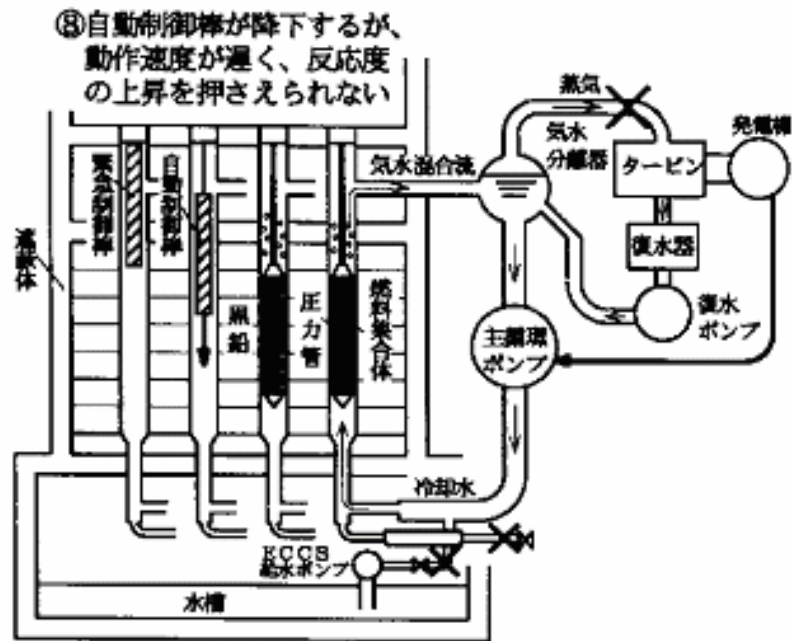 ⑧自動制御棒が降下するが、
動作速度が遅く、反応度
の上昇を押さえられない
蒸気
発電機
気水混合流
気水
分離器
タービン
緊急制御棒
自動制御棒
遮蔽体
復水器
黒鉛
圧力管
燃料集合体
復水
ポンプ
主循環
ポンプ
冷却水
ECCS
給水ポンプ
水槽